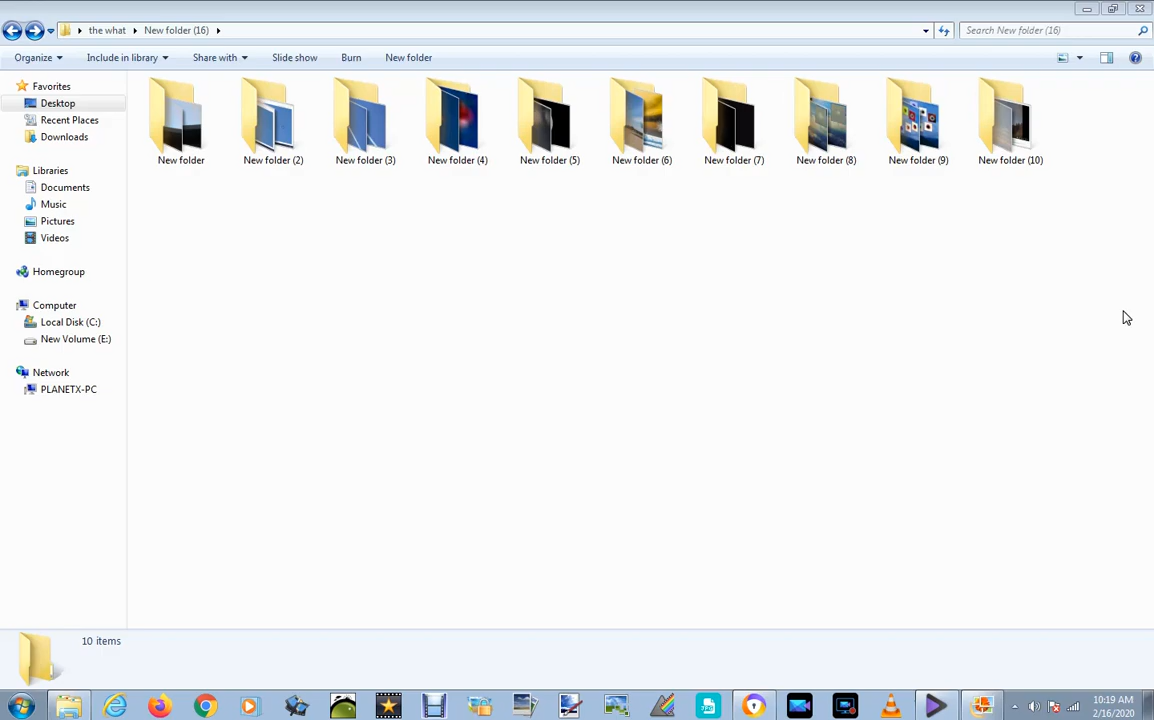 the what New folder (16)
Search New folder (16)
Organize Include in library Share with Slide show Burn New folder
Favorites
Desktop
Recent Places
Downloads
Libraries
Documents
Music
Pictures
Videos
Homegroup
Computer
Local Disk (C:)
New Volume (E:)
Network
PLANETX-PC
New folder New folder (2) New folder (3) New folder (4) New folder (5) New folder (6) New folder (7) New folder (8) New folder (9) New folder (10)
10 items
JPG
10:19 AM
2/16/2020